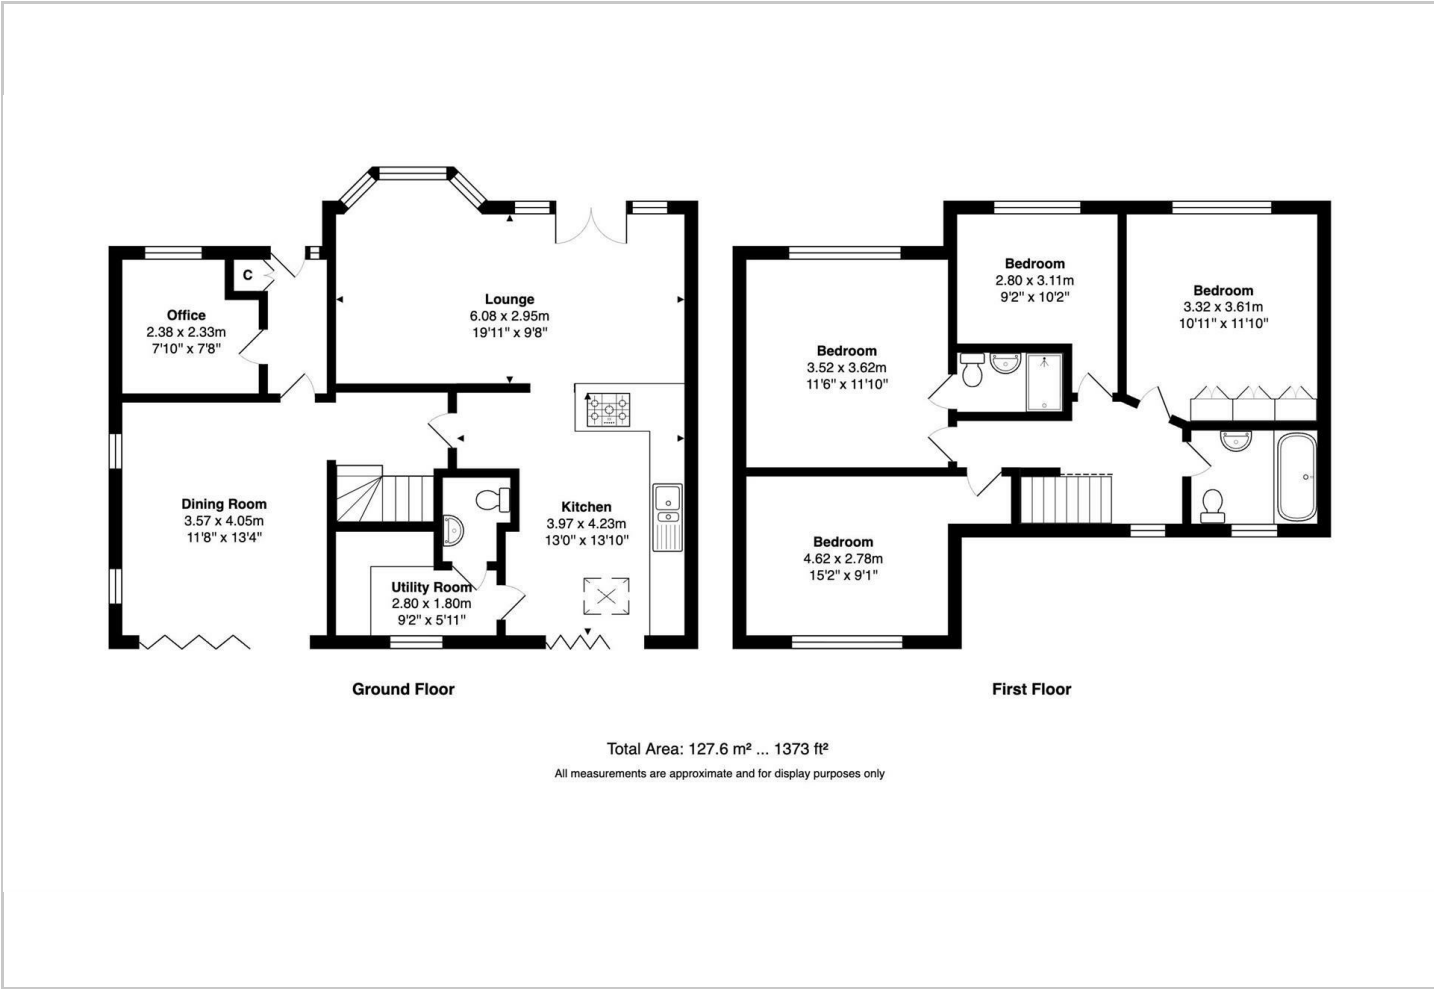 C
Office
2.38 x 2.33m
7'10" x 7'8"
Lounge
6.08 x 2.95m
19'11" x 9'8"
Dining Room
3.57 x 4.05m
11'8" x 13'4"
Kitchen
3.97 x 4.23m
13'0" x 13'10"
Utility Room
2.80 x 1.80m
9'2" x 5'11"
Ground Floor
Bedroom
2.80 x 3.11m
9'2" x 10'2"
Bedroom
3.32 x 3.61m
10'11" x 11'10"
Bedroom
3.52 x 3.62m
11'6" x 11'10"
Bedroom
4.62 x 2.78m
15'2" x 9'1"
First Floor
Total Area: 127.6 m² ... 1373 ft²
All measurements are approximate and for display purposes only